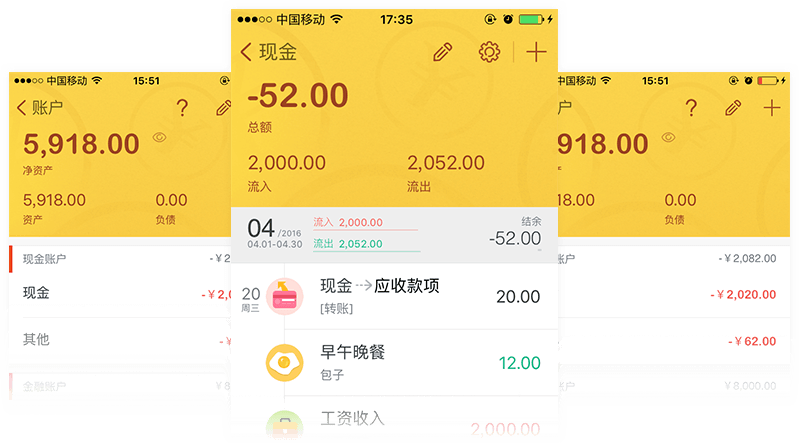 中国移动 15:51
账户 ?
5,918.00
净资产
5,918.00 0.00
资产 负债
现金账户 -¥2
现金 -¥2,0
其他 -¥
金融账户 ¥8
中国移动 17:35
现金
-52.00
总额
2,000.00 2,052.00
流入 流出
04 /2016
04.01-04.30
流入 2,000.00
流出 2,052.00
结余
-52.00
20
周三
现金 → 应收款项
[转账]
20.00
早午晚餐
包子
12.00
工资收入
2,000.00
中国移动 15:51
户 ?
918.00
0.00
负债
账户 -¥2,082.00
-¥2,020.00
-¥62.00
账户 ¥8,000.00